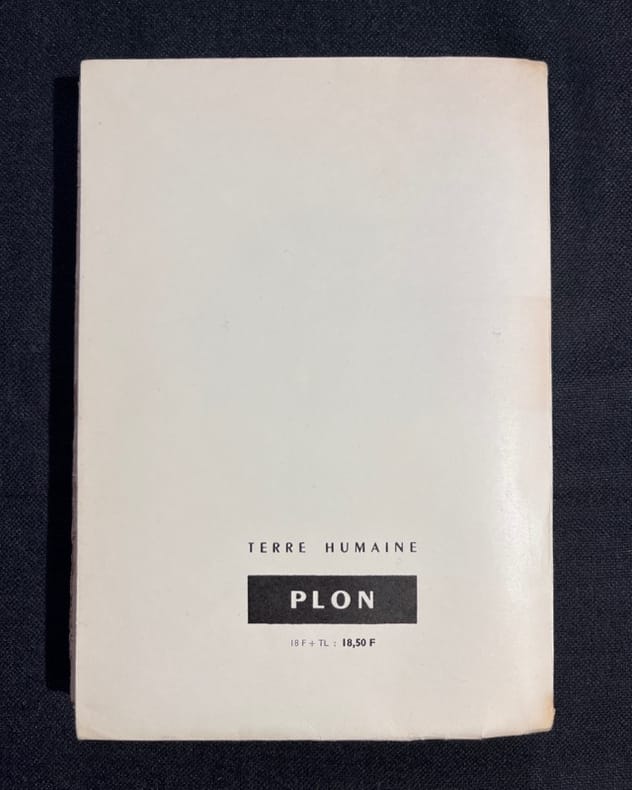 TERRE HUMAINE
PLON
18 F + TL : 18,50 F